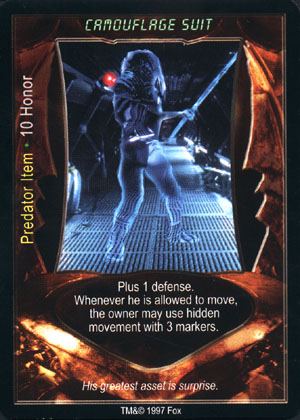 CAMOUFLAGE SUIT
Predator Item • 10 Honor
Plus 1 defense.
Whenever he is allowed to move,
the owner may use hidden
movement with 3 markers.
His greatest asset is surprise.
TM&© 1997 Fox